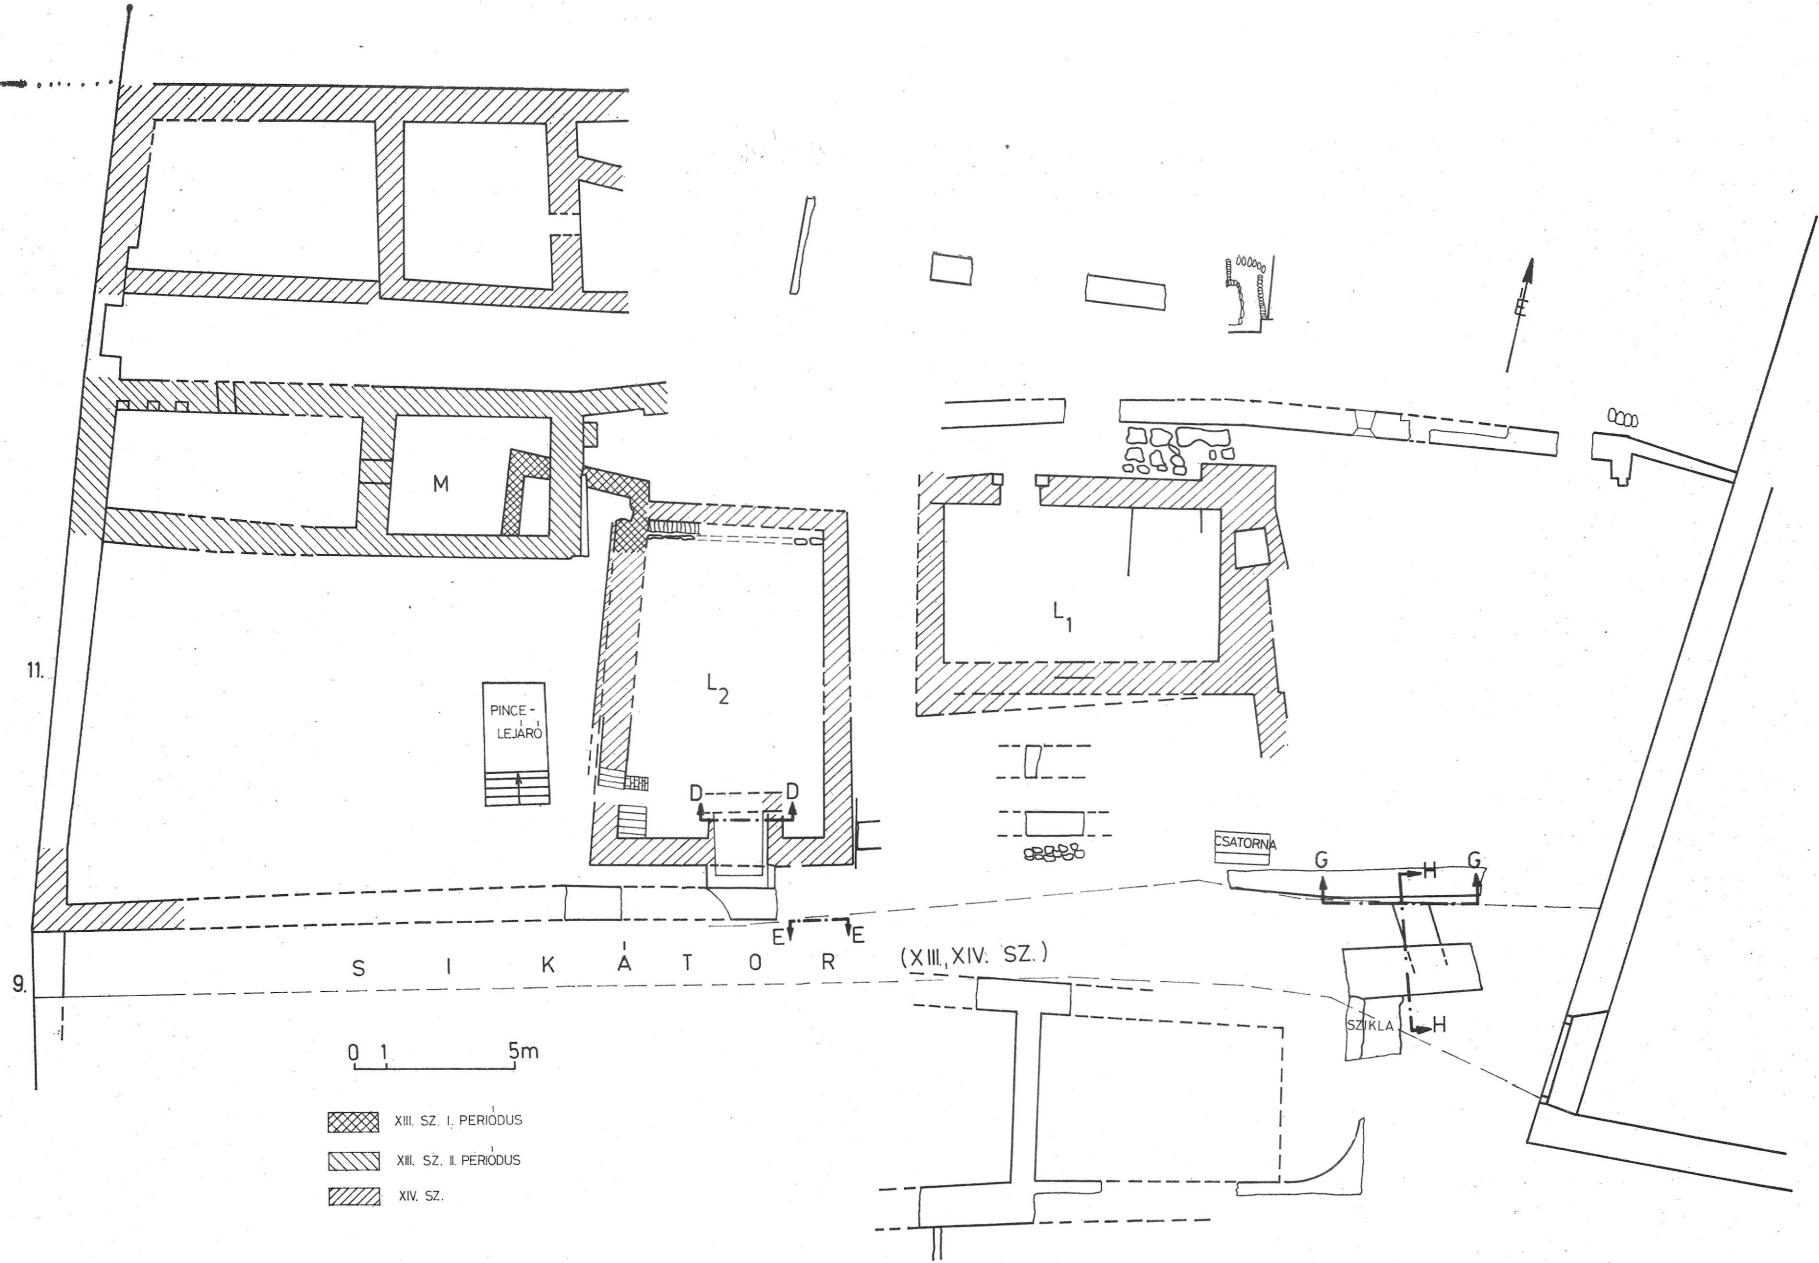 É
M
11.
L1
L2
PINCE-
LEJÁRÓ
D D
CSATORNA
G H G
E E
S I K Á T O R (XIII., XIV. SZ.)
9.
SZIKLA
H
0 1 5m
XIII. SZ. I. PERIÓDUS
XIII. SZ. II. PERIÓDUS
XIV. SZ.